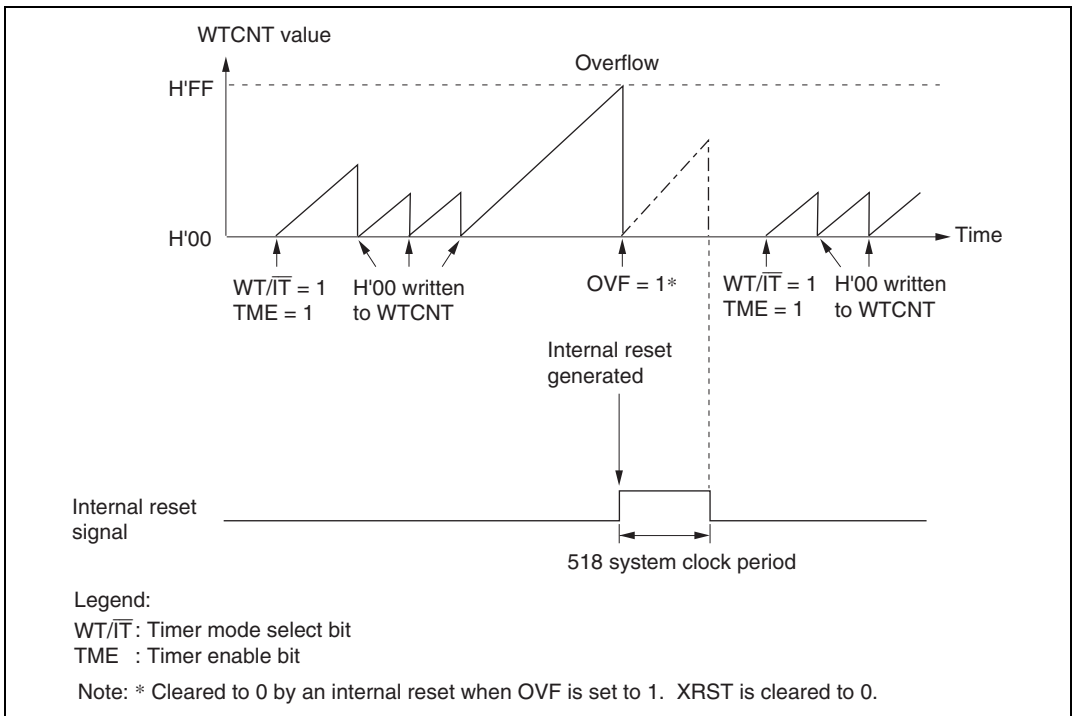 WTCNT value
Overflow
H'FF
H'00
Time
WT/I̅T̅ = 1
TME = 1
H'00 written
to WTCNT
OVF = 1*
WT/I̅T̅ = 1
TME = 1
H'00 written
to WTCNT
Internal reset
generated
Internal reset
signal
518 system clock period
Legend:
WT/I̅T̅ : Timer mode select bit
TME : Timer enable bit
Note: * Cleared to 0 by an internal reset when OVF is set to 1. XRST is cleared to 0.